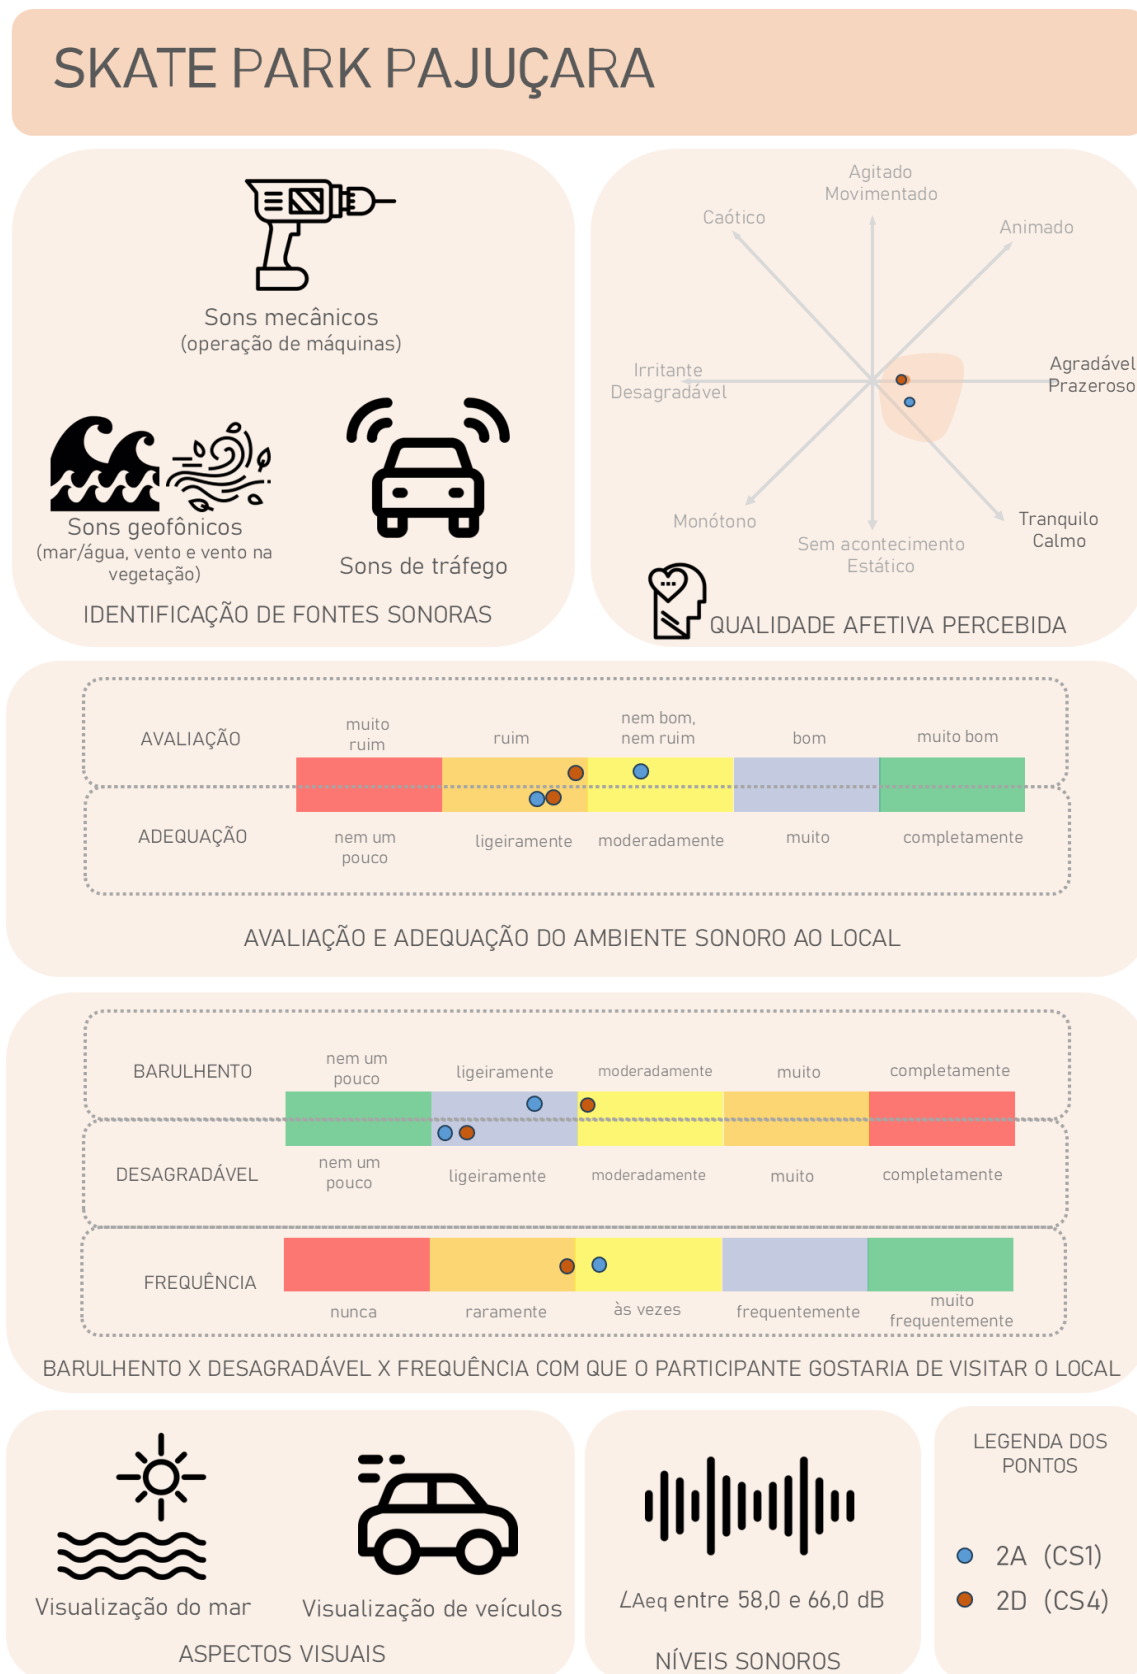 SKATE PARK PAJUÇARA
Sons mecânicos
(operação de máquinas)
Sons geofônicos
(mar/água, vento e vento na
vegetação)
Sons de tráfego
IDENTIFICAÇÃO DE FONTES SONORAS
Agitado
Movimentado
Caótico
Animado
Irritante
Desagradável
Agradável
Prazeroso
Monótono
Sem acontecimento
Estático
Tranquilo
Calmo
QUALIDADE AFETIVA PERCEBIDA
AVALIAÇÃO
muito
ruim
ruim
nem bom,
nem ruim
bom
muito bom
ADEQUAÇÃO
nem um
pouco
ligeiramente
moderadamente
muito
completamente
AVALIAÇÃO E ADEQUAÇÃO DO AMBIENTE SONORO AO LOCAL
BARULHENTO
nem um
pouco
ligeiramente
moderadamente
muito
completamente
DESAGRADÁVEL
nem um
pouco
ligeiramente
moderadamente
muito
completamente
FREQUÊNCIA
nunca
raramente
às vezes
frequentemente
muito
frequentemente
BARULHENTO X DESAGRADÁVEL X FREQUÊNCIA COM QUE O PARTICIPANTE GOSTARIA DE VISITAR O LOCAL
Visualização do mar
Visualização de veículos
ASPECTOS VISUAIS
LAeq entre 58,0 e 66,0 dB
NÍVEIS SONOROS
LEGENDA DOS
PONTOS
2A (CS1)
2D (CS4)